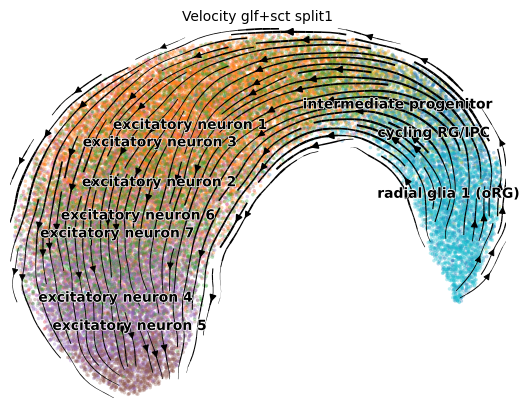 Velocity glf+sct split1
intermediate progenitor
excitatory neuron 1
cycling RG/IPC
excitatory neuron 3
excitatory neuron 2
radial glia 1 (oRG)
excitatory neuron 6
excitatory neuron 7
excitatory neuron 4
excitatory neuron 5